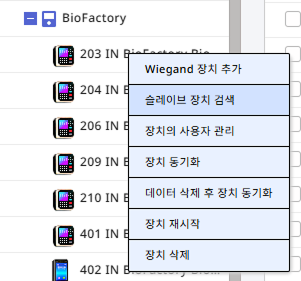 BioFactory
203 IN BioFactory Bio...
Wiegand 장치 추가
204 IN B
슬레이브 장치 검색
206 IN B
장치의 사용자 관리
209 IN B
장치 동기화
210 IN B
데이터 삭제 후 장치 동기화
401 IN B
장치 재시작
402 IN BioFactory Bio...
장치 삭제